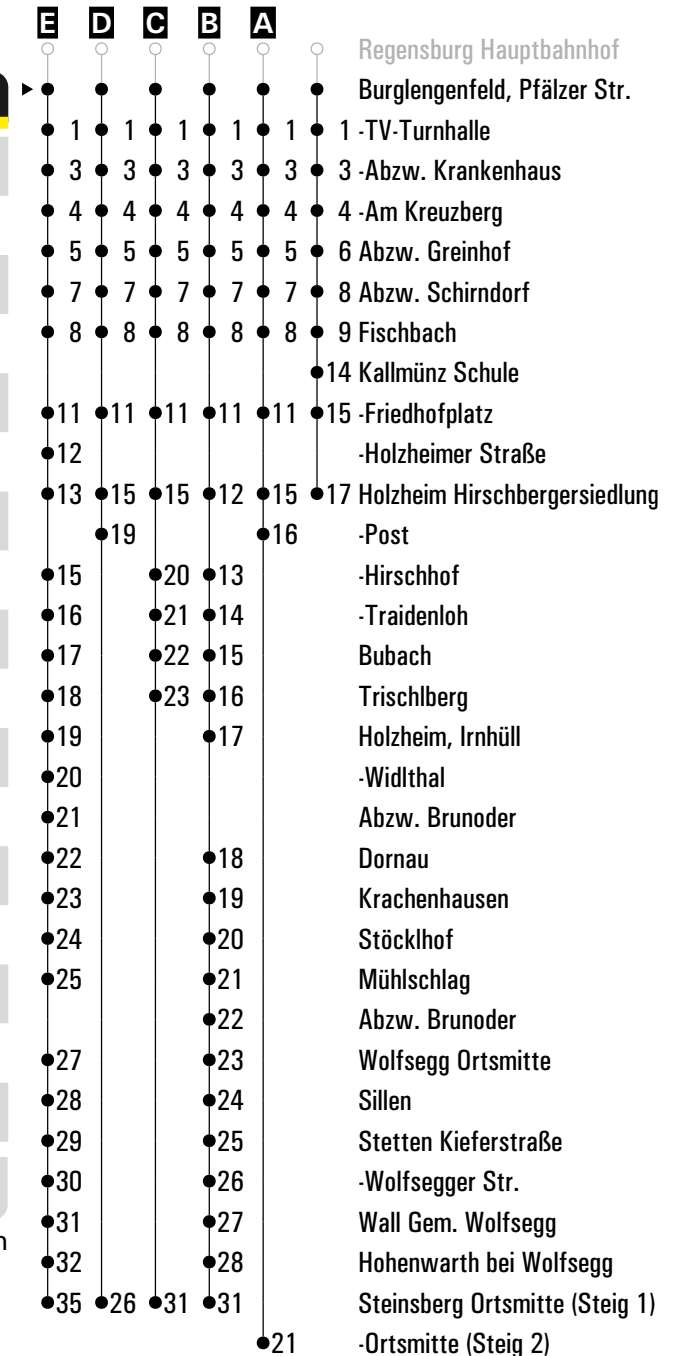 E D C B A
Regensburg Hauptbahnhof
Burglengenfeld, Pfälzer Str.
1 1 1 1 1 1 -TV-Turnhalle
3 3 3 3 3 3 -Abzw. Krankenhaus
4 4 4 4 4 4 -Am Kreuzberg
5 5 5 5 5 6 Abzw. Greinhof
7 7 7 7 7 8 Abzw. Schirndorf
8 8 8 8 8 9 Fischbach
14 Kallmünz Schule
11 11 11 11 11 15 -Friedhofplatz
12 -Holzheimer Straße
13 15 15 12 15 17 Holzheim Hirschbergersiedlung
19 16 -Post
15 20 13 -Hirschhof
16 21 14 -Traidenloh
17 22 15 Bubach
18 23 16 Trischlberg
19 17 Holzheim, Irnhüll
20 -Widlthal
21 Abzw. Brunoder
22 18 Dornau
23 19 Krachenhausen
24 20 Stöcklhof
25 21 Mühlschlag
22 Abzw. Brunoder
27 23 Wolfsegg Ortsmitte
28 24 Sillen
29 25 Stetten Kieferstraße
30 26 -Wolfsegger Str.
31 27 Wall Gem. Wolfsegg
32 28 Hohenwarth bei Wolfsegg
35 26 31 31 Steinsberg Ortsmitte (Steig 1)
21 -Ortsmitte (Steig 2)